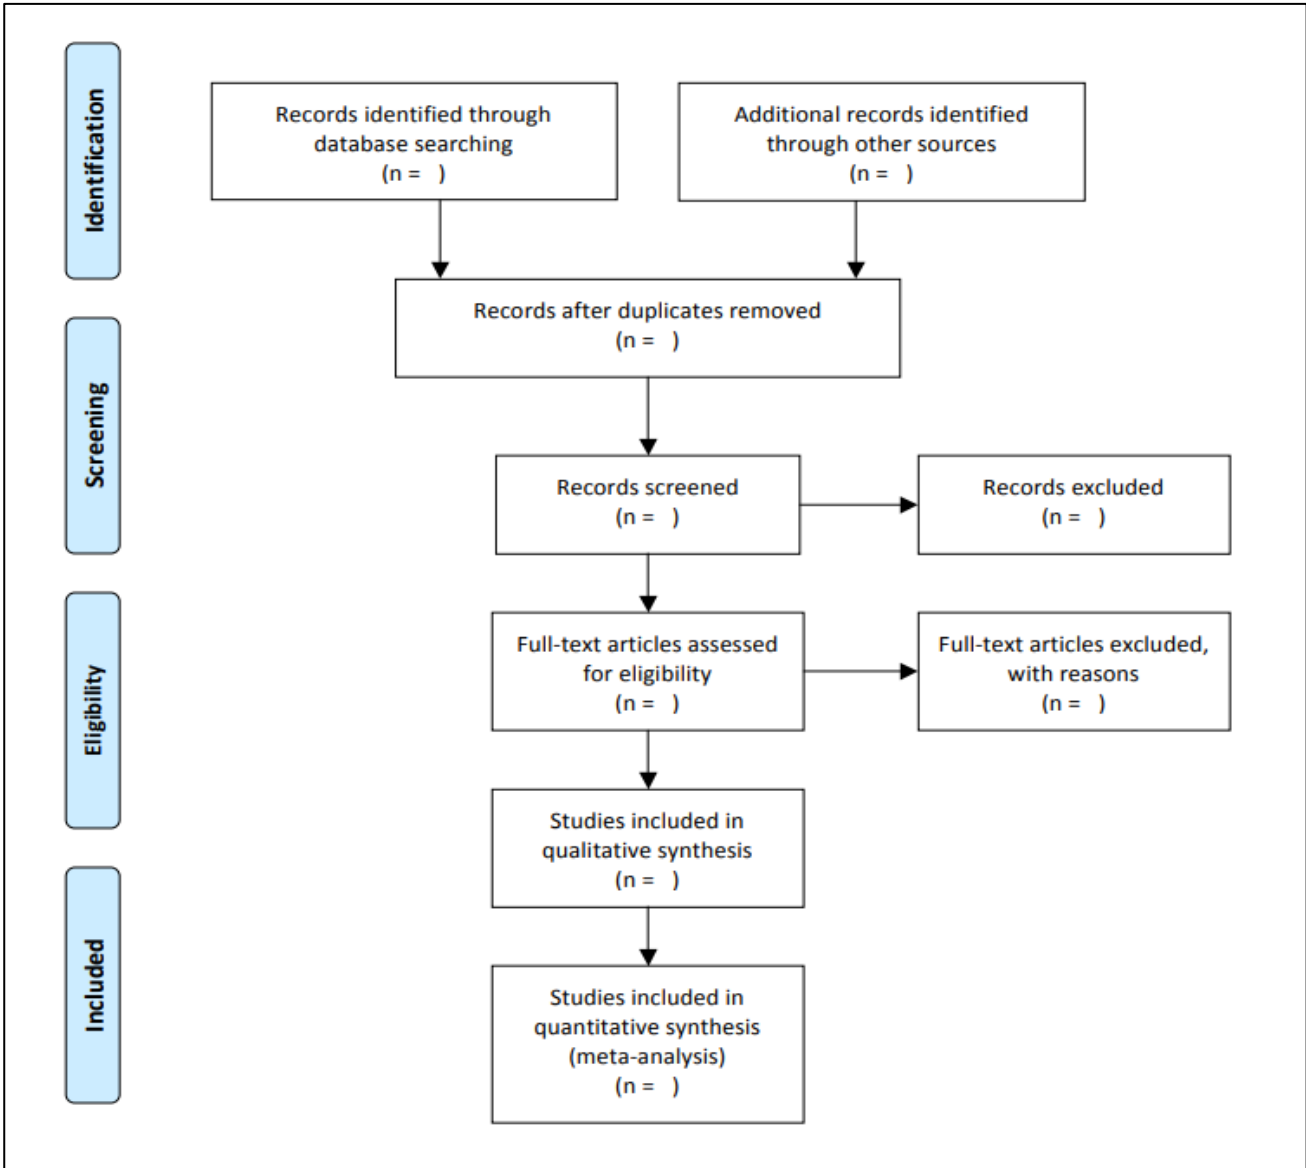 Identification
Records identified through
database searching
(n =   )
Additional records identified
through other sources
(n =   )
Records after duplicates removed
(n =   )
Screening
Records screened
(n =   )
Records excluded
(n =   )
Eligibility
Full-text articles assessed
for eligibility
(n =   )
Full-text articles excluded,
with reasons
(n =   )
Studies included in
qualitative synthesis
(n =   )
Included
Studies included in
quantitative synthesis
(meta-analysis)
(n =   )